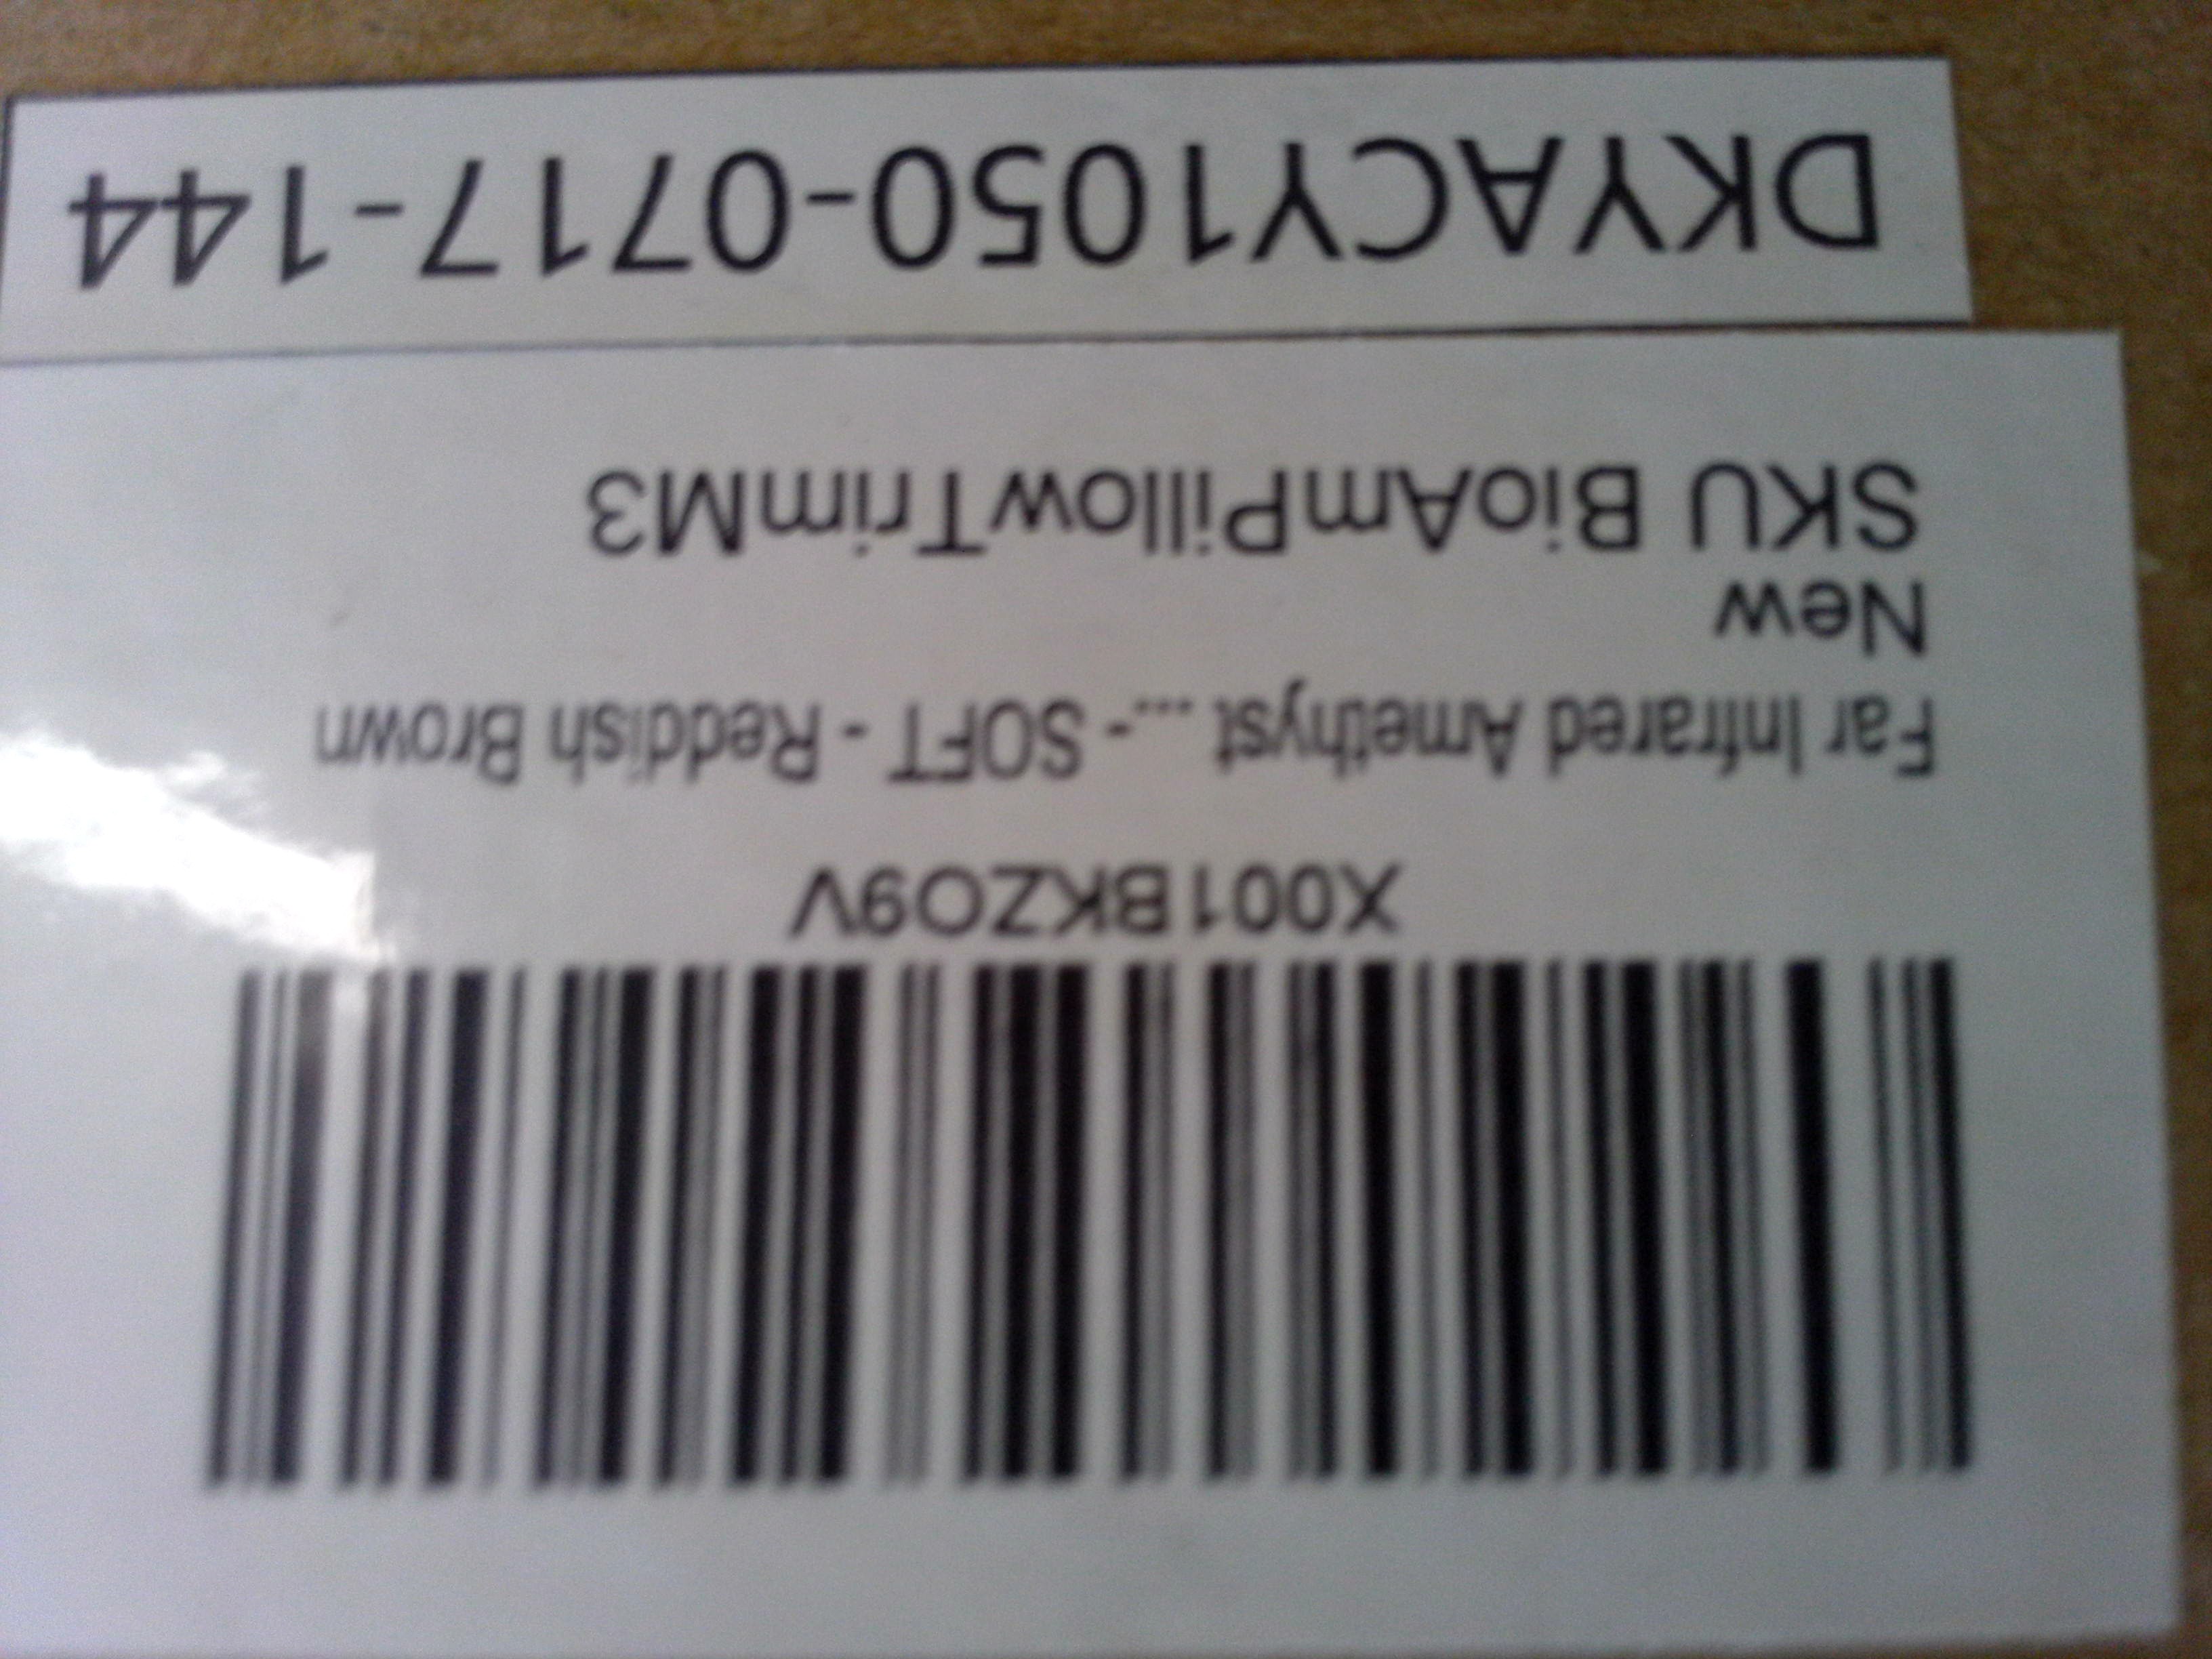 X001BKZO9V
Far Infrared Amethyst ...- SOFT - Reddish Brown
New
SKU BioAmPillowTrimM3
DKYACY1050-0717-144